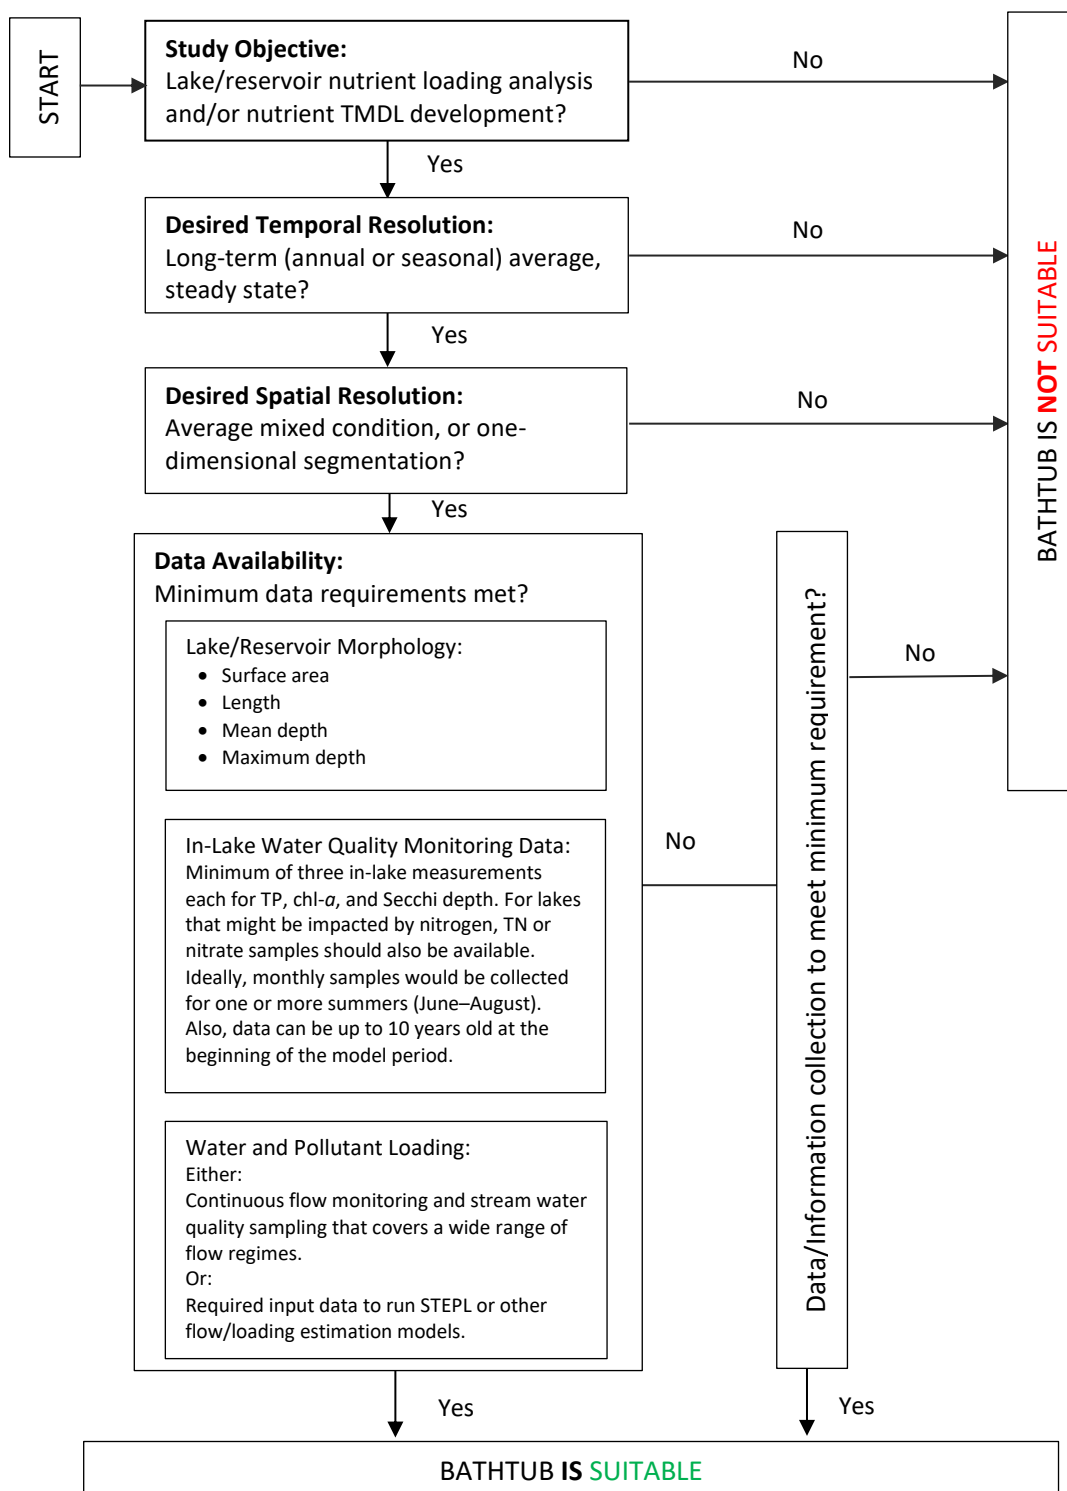 START
Study Objective:
Lake/reservoir nutrient loading analysis
and/or nutrient TMDL development?
No
Yes
Desired Temporal Resolution:
Long-term (annual or seasonal) average,
steady state?
No
Yes
Desired Spatial Resolution:
Average mixed condition, or one-
dimensional segmentation?
No
Yes
BATHTUB IS NOT SUITABLE
Data Availability:
Minimum data requirements met?
Lake/Reservoir Morphology:
• Surface area
• Length
• Mean depth
• Maximum depth
In-Lake Water Quality Monitoring Data:
Minimum of three in-lake measurements
each for TP, chl-a, and Secchi depth. For lakes
that might be impacted by nitrogen, TN or
nitrate samples should also be available.
Ideally, monthly samples would be collected
for one or more summers (June–August).
Also, data can be up to 10 years old at the
beginning of the model period.
Water and Pollutant Loading:
Either:
Continuous flow monitoring and stream water
quality sampling that covers a wide range of
flow regimes.
Or:
Required input data to run STEPL or other
flow/loading estimation models.
No
Data/Information collection to meet minimum requirement?
No
Yes
Yes
BATHTUB IS SUITABLE